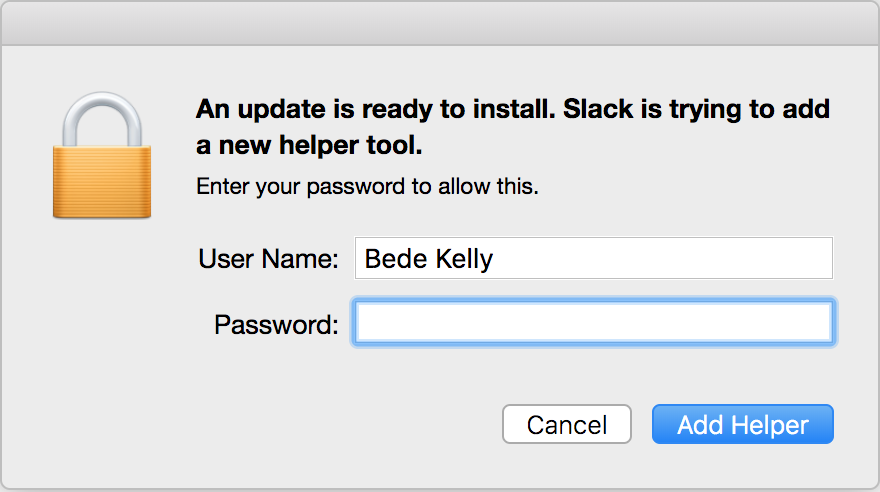 An update is ready to install. Slack is trying to add
a new helper tool.
Enter your password to allow this.
User Name: Bede Kelly
Password:
Cancel Add Helper